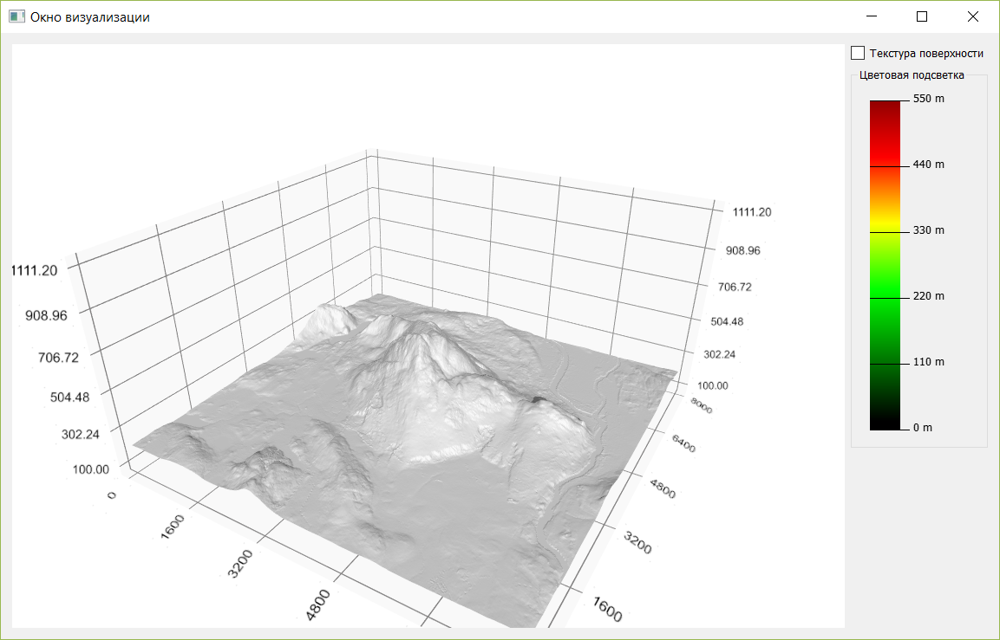 Окно визуализации
Текстура поверхности
Цветовая подсветка
550 m
440 m
330 m
220 m
110 m
0 m
1111.20
908.96
706.72
504.48
302.24
100.00
1111.20
908.96
706.72
504.48
302.24
100.00
0
1600
3200
4800
8000
6400
4800
3200
1600